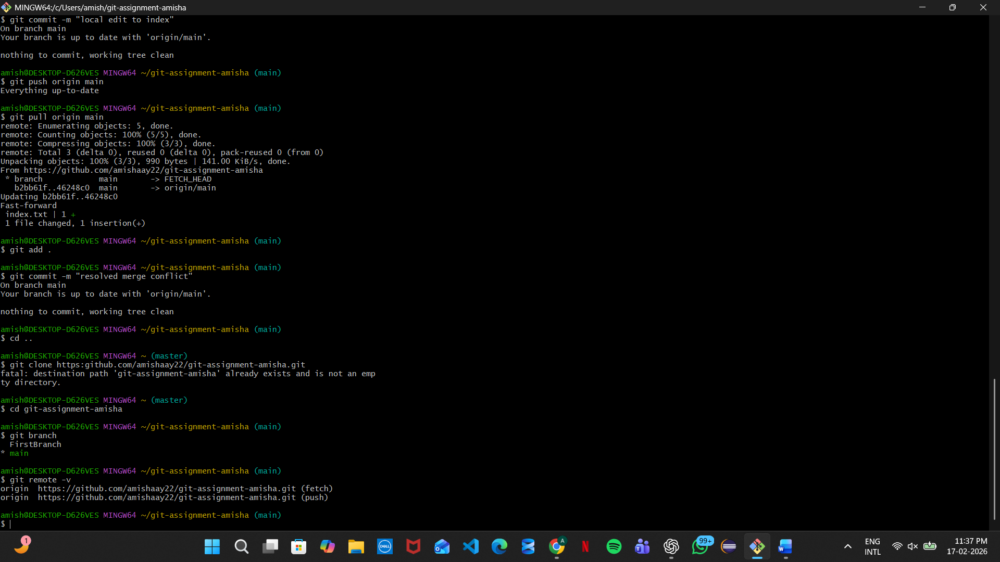 MINGW64:/c/Users/amish/git-assignment-amisha
$ git commit -m "local edit to index"
On branch main
Your branch is up to date with 'origin/main'.
nothing to commit, working tree clean
amish@DESKTOP-D626VES MINGW64 ~/git-assignment-amisha (main)
$ git push origin main
Everything up-to-date
amish@DESKTOP-D626VES MINGW64 ~/git-assignment-amisha (main)
$ git pull origin main
remote: Enumerating objects: 5, done.
remote: Counting objects: 100% (5/5), done.
remote: Compressing objects: 100% (3/3), done.
remote: Total 3 (delta 0), reused 0 (delta 0), pack-reused 0 (from 0)
Unpacking objects: 100% (3/3), 990 bytes | 141.00 KiB/s, done.
From https://github.com/amishaay22/git-assignment-amisha
 * branch            main       -> FETCH_HEAD
   b2bb61f..46248c0  main       -> origin/main
Updating b2bb61f..46248c0
Fast-forward
 index.txt | 1 +
 1 file changed, 1 insertion(+)
amish@DESKTOP-D626VES MINGW64 ~/git-assignment-amisha (main)
$ git add .
amish@DESKTOP-D626VES MINGW64 ~/git-assignment-amisha (main)
$ git commit -m "resolved merge conflict"
On branch main
Your branch is up to date with 'origin/main'.
nothing to commit, working tree clean
amish@DESKTOP-D626VES MINGW64 ~/git-assignment-amisha (main)
$ cd ..
amish@DESKTOP-D626VES MINGW64 ~ (master)
$ git clone https:github.com/amishaay22/git-assignment-amisha.git
fatal: destination path 'git-assignment-amisha' already exists and is not an emp
ty directory.
amish@DESKTOP-D626VES MINGW64 ~ (master)
$ cd git-assignment-amisha
amish@DESKTOP-D626VES MINGW64 ~/git-assignment-amisha (main)
$ git branch
  FirstBranch
* main
amish@DESKTOP-D626VES MINGW64 ~/git-assignment-amisha (main)
$ git remote -v
origin  https://github.com/amishaay22/git-assignment-amisha.git (fetch)
origin  https://github.com/amishaay22/git-assignment-amisha.git (push)
amish@DESKTOP-D626VES MINGW64 ~/git-assignment-amisha (main)
$
1
DELL
A
99+
ENG
INTL
11:37 PM
17-02-2026